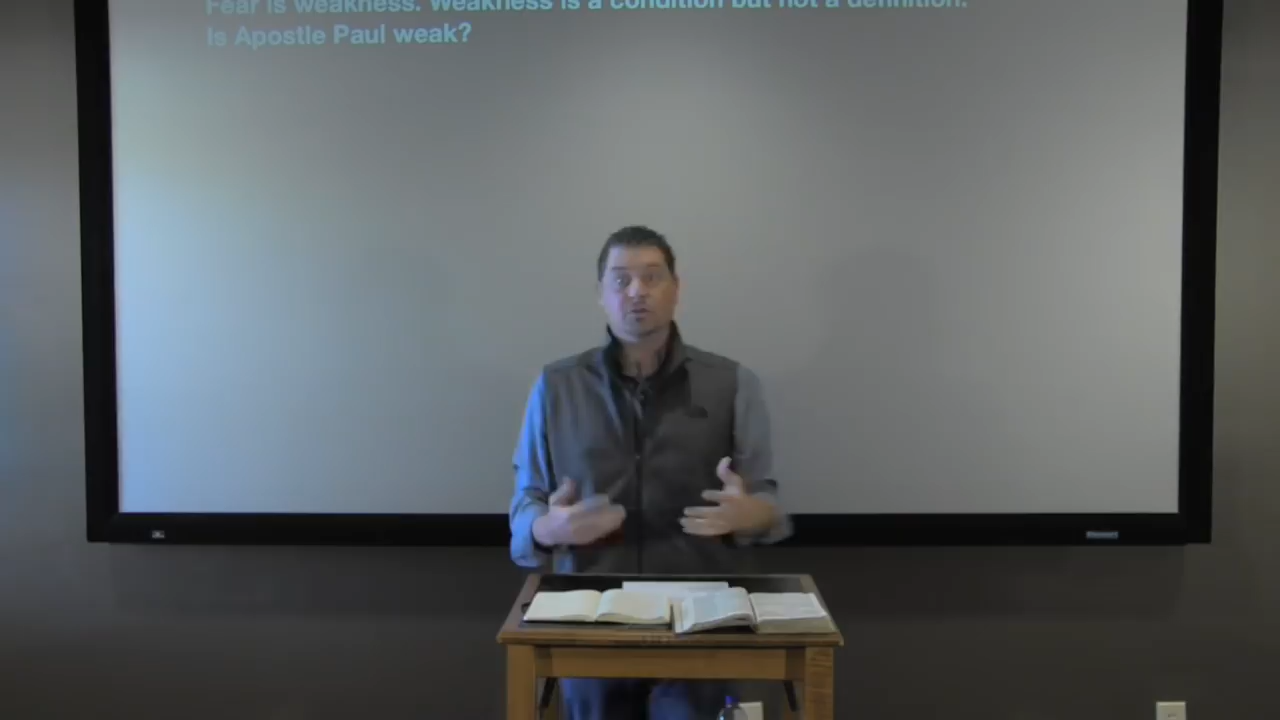 Fear is weakness. Weakness is a condition but not a definition.
Is Apostle Paul weak?